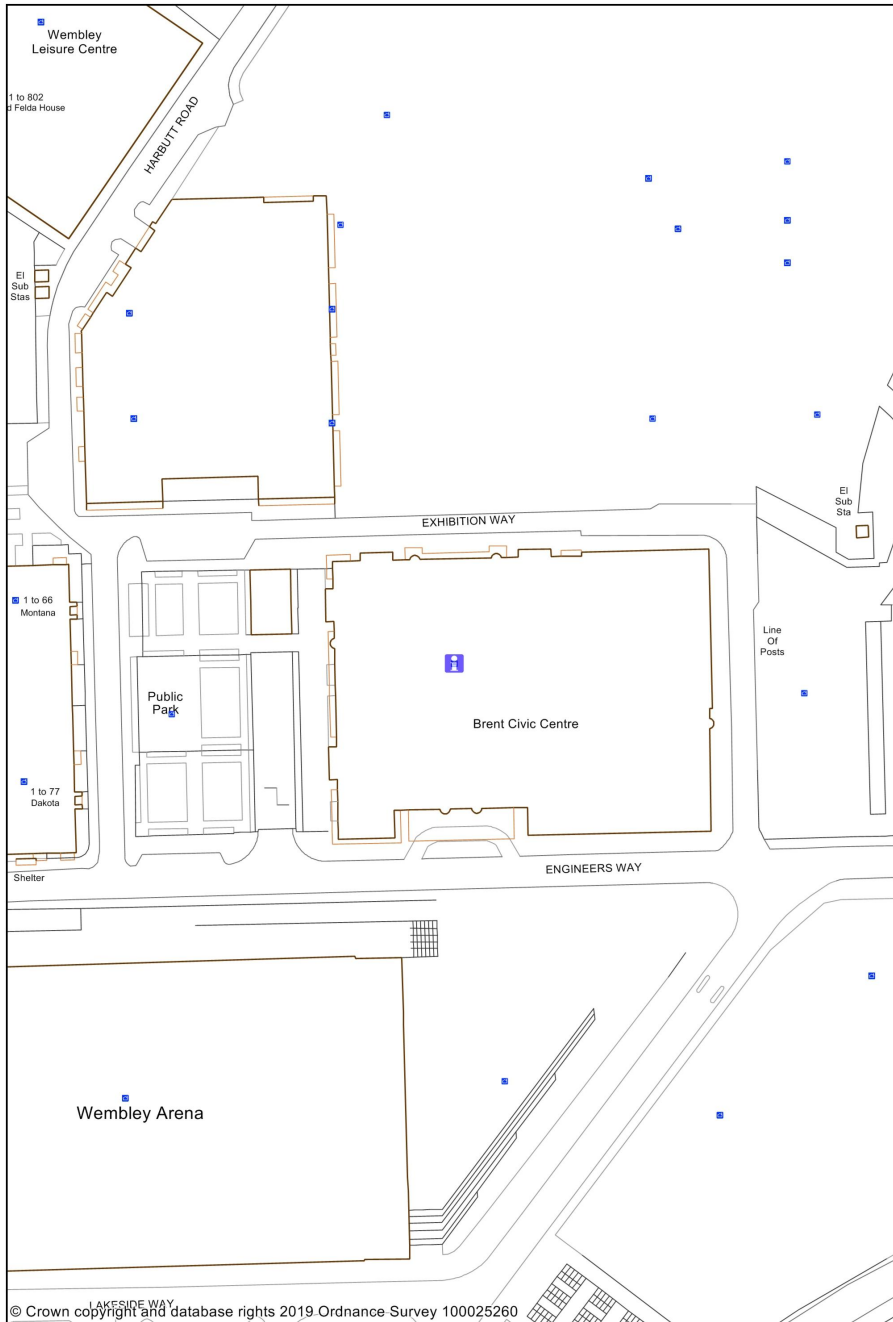 Wembley
Leisure Centre
1 to 802
d Felda House
HARBUTT ROAD
El
Sub
Stas
EXHIBITION WAY
El
Sub
Sta
1 to 66
Montana
Line
Of
Posts
Public
Park
Brent Civic Centre
1 to 77
Dakota
ENGINEERS WAY
Shelter
Wembley Arena
LAKESIDE WAY
© Crown copyright and database rights 2019 Ordnance Survey 100025260